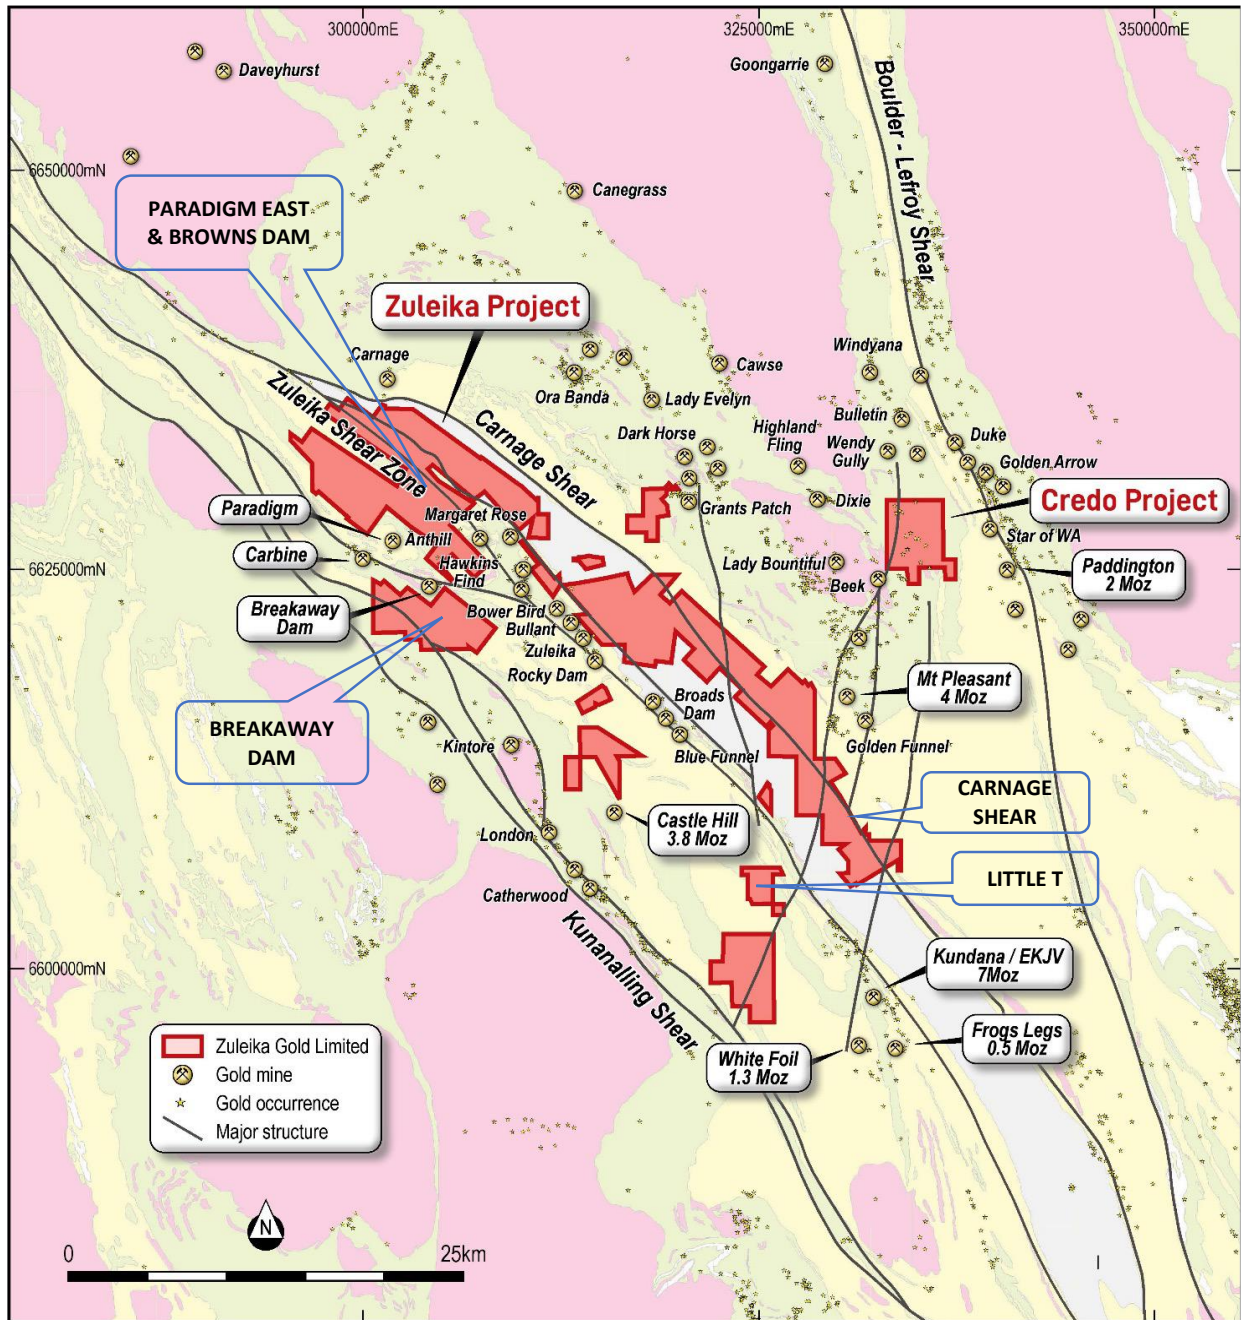 300000mE
325000mE
350000mE
Daveyhurst
Goongarrie
Boulder - Lefroy Shear
6650000mN
Canegrass
PARADIGM EAST
& BROWNS DAM
Zuleika Project
Carnage
Windyana
Cawse
Ora Banda
Lady Evelyn
Zuleika Shear Zone
Carnage Shear
Bulletin
Dark Horse
Highland
Fling
Wendy
Gully
Duke
Golden Arrow
Credo Project
Paradigm
Margaret Rose
Grants Patch
Dixie
Anthill
Star of WA
Carbine
6625000mN
Hawkins
Find
Lady Bountiful
Beek
Paddington
2 Moz
Breakaway
Dam
Bower Bird
Bullant
Zuleika
Rocky Dam
Mt Pleasant
4 Moz
Broads
Dam
BREAKAWAY
DAM
Kintore
Blue Funnel
Golden Funnel
CARNAGE
SHEAR
Castle Hill
3.8 Moz
London
LITTLE T
Catherwood
Kunanalling Shear
Kundana / EKJV
7Moz
6600000mN
Frogs Legs
0.5 Moz
White Foil
1.3 Moz
Zuleika Gold Limited
Gold mine
Gold occurrence
Major structure
N
0
25km